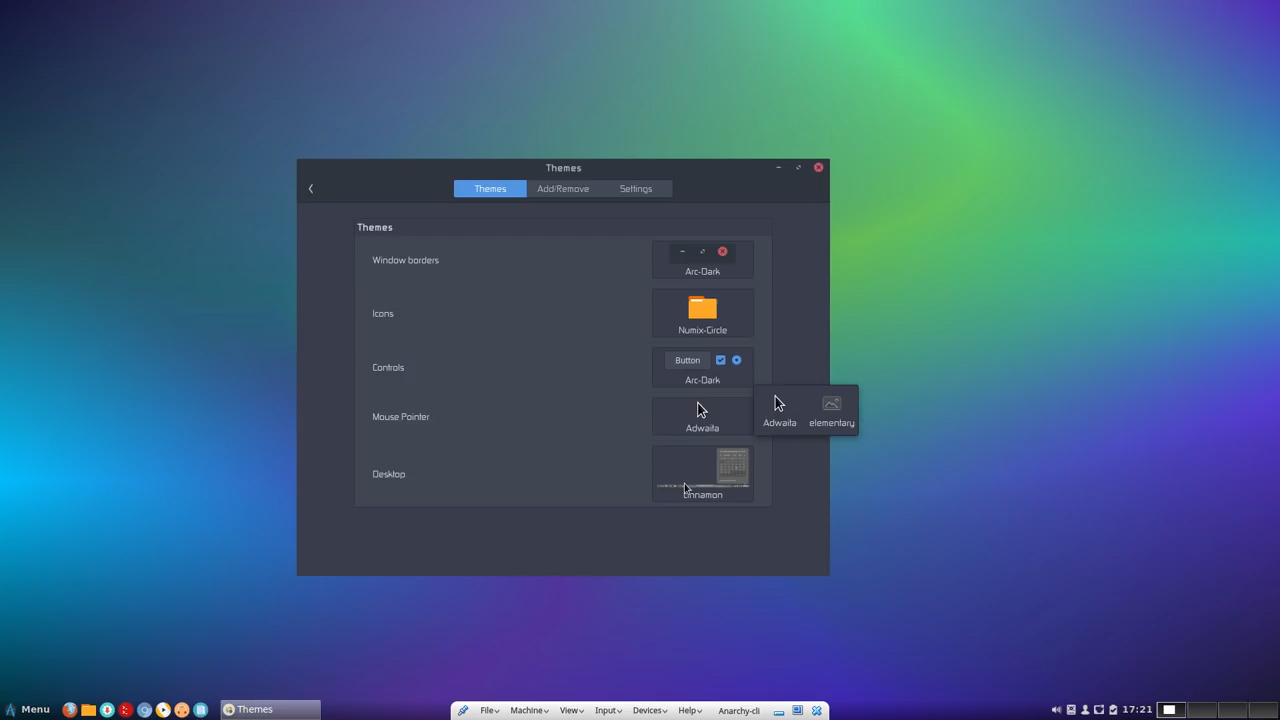 Themes
Themes
Add/Remove
Settings
Themes
Window borders
Arc-Dark
Icons
Numix-Circle
Controls
Button
Arc-Dark
Mouse Pointer
Adwaita
Adwaita
elementary
Desktop
Cinnamon
Menu
Themes
File
Machine
View
Input
Devices
Help
Anarchy-cli
17:21